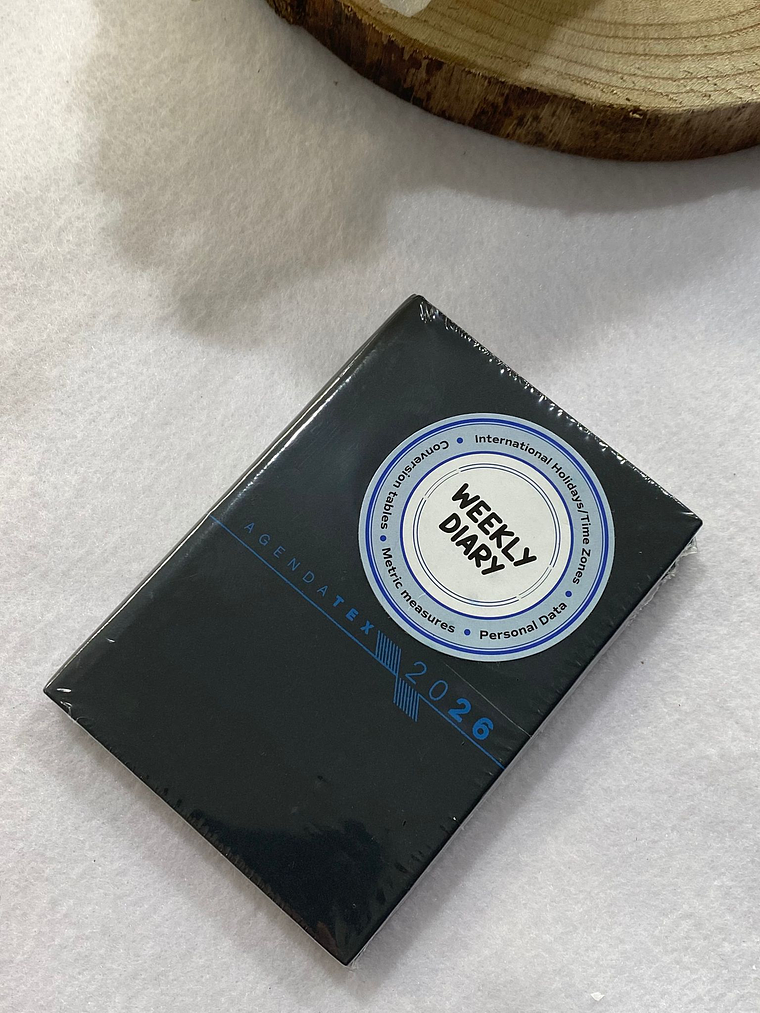 WEEKLY
DIARY
International Holidays/Time Zones • Personal Data • Metric measures • Conversion tables •
AGENDATEX 2026